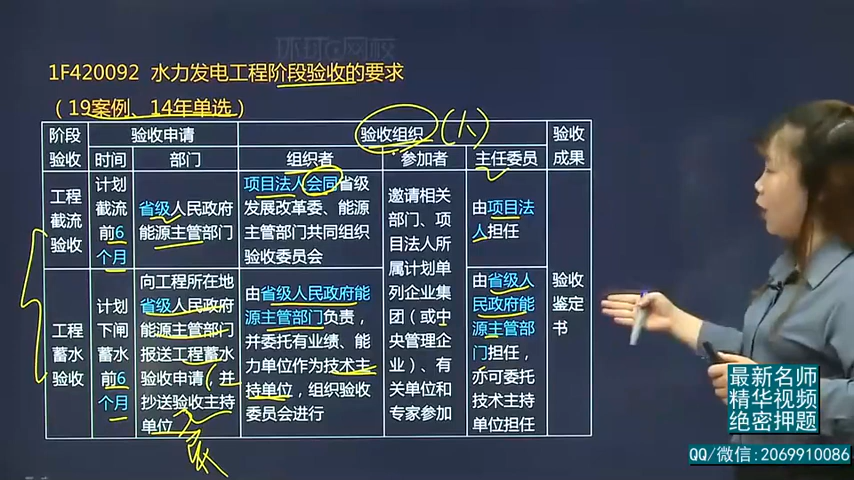 环球网校
1F420092 水力发电工程阶段验收的要求
（19案例、14年单选）
(人)
阶段
验收
验收申请
验收组织
验收
成果
时间
部门
组织者
参加者
主任委员
工程
截流
验收
计划
截流
前6
个月
省级人民政府
能源主管部门
项目法人会同省级
发展改革委、能源
主管部门共同组织
验收委员会
邀请相关
部门、项
目法人所
属计划单
列企业集
团（或中
央管理企
业）、有
关单位和
专家参加
由项目法
人担任
验收
鉴定
书
工程
蓄水
验收
计划
下闸
蓄水
前6
个月
向工程所在地
省级人民政府
能源主管部门
报送工程蓄水
验收申请，并
抄送验收主持
单位
由省级人民政府能
源主管部门负责，
并委托有业绩、能
力单位作为技术主
持单位，组织验收
委员会进行
由省级人
民政府能
源主管部
门担任，
亦可委托
技术主持
单位担任
最新名师
精华视频
绝密押题
QQ/微信:2069910086